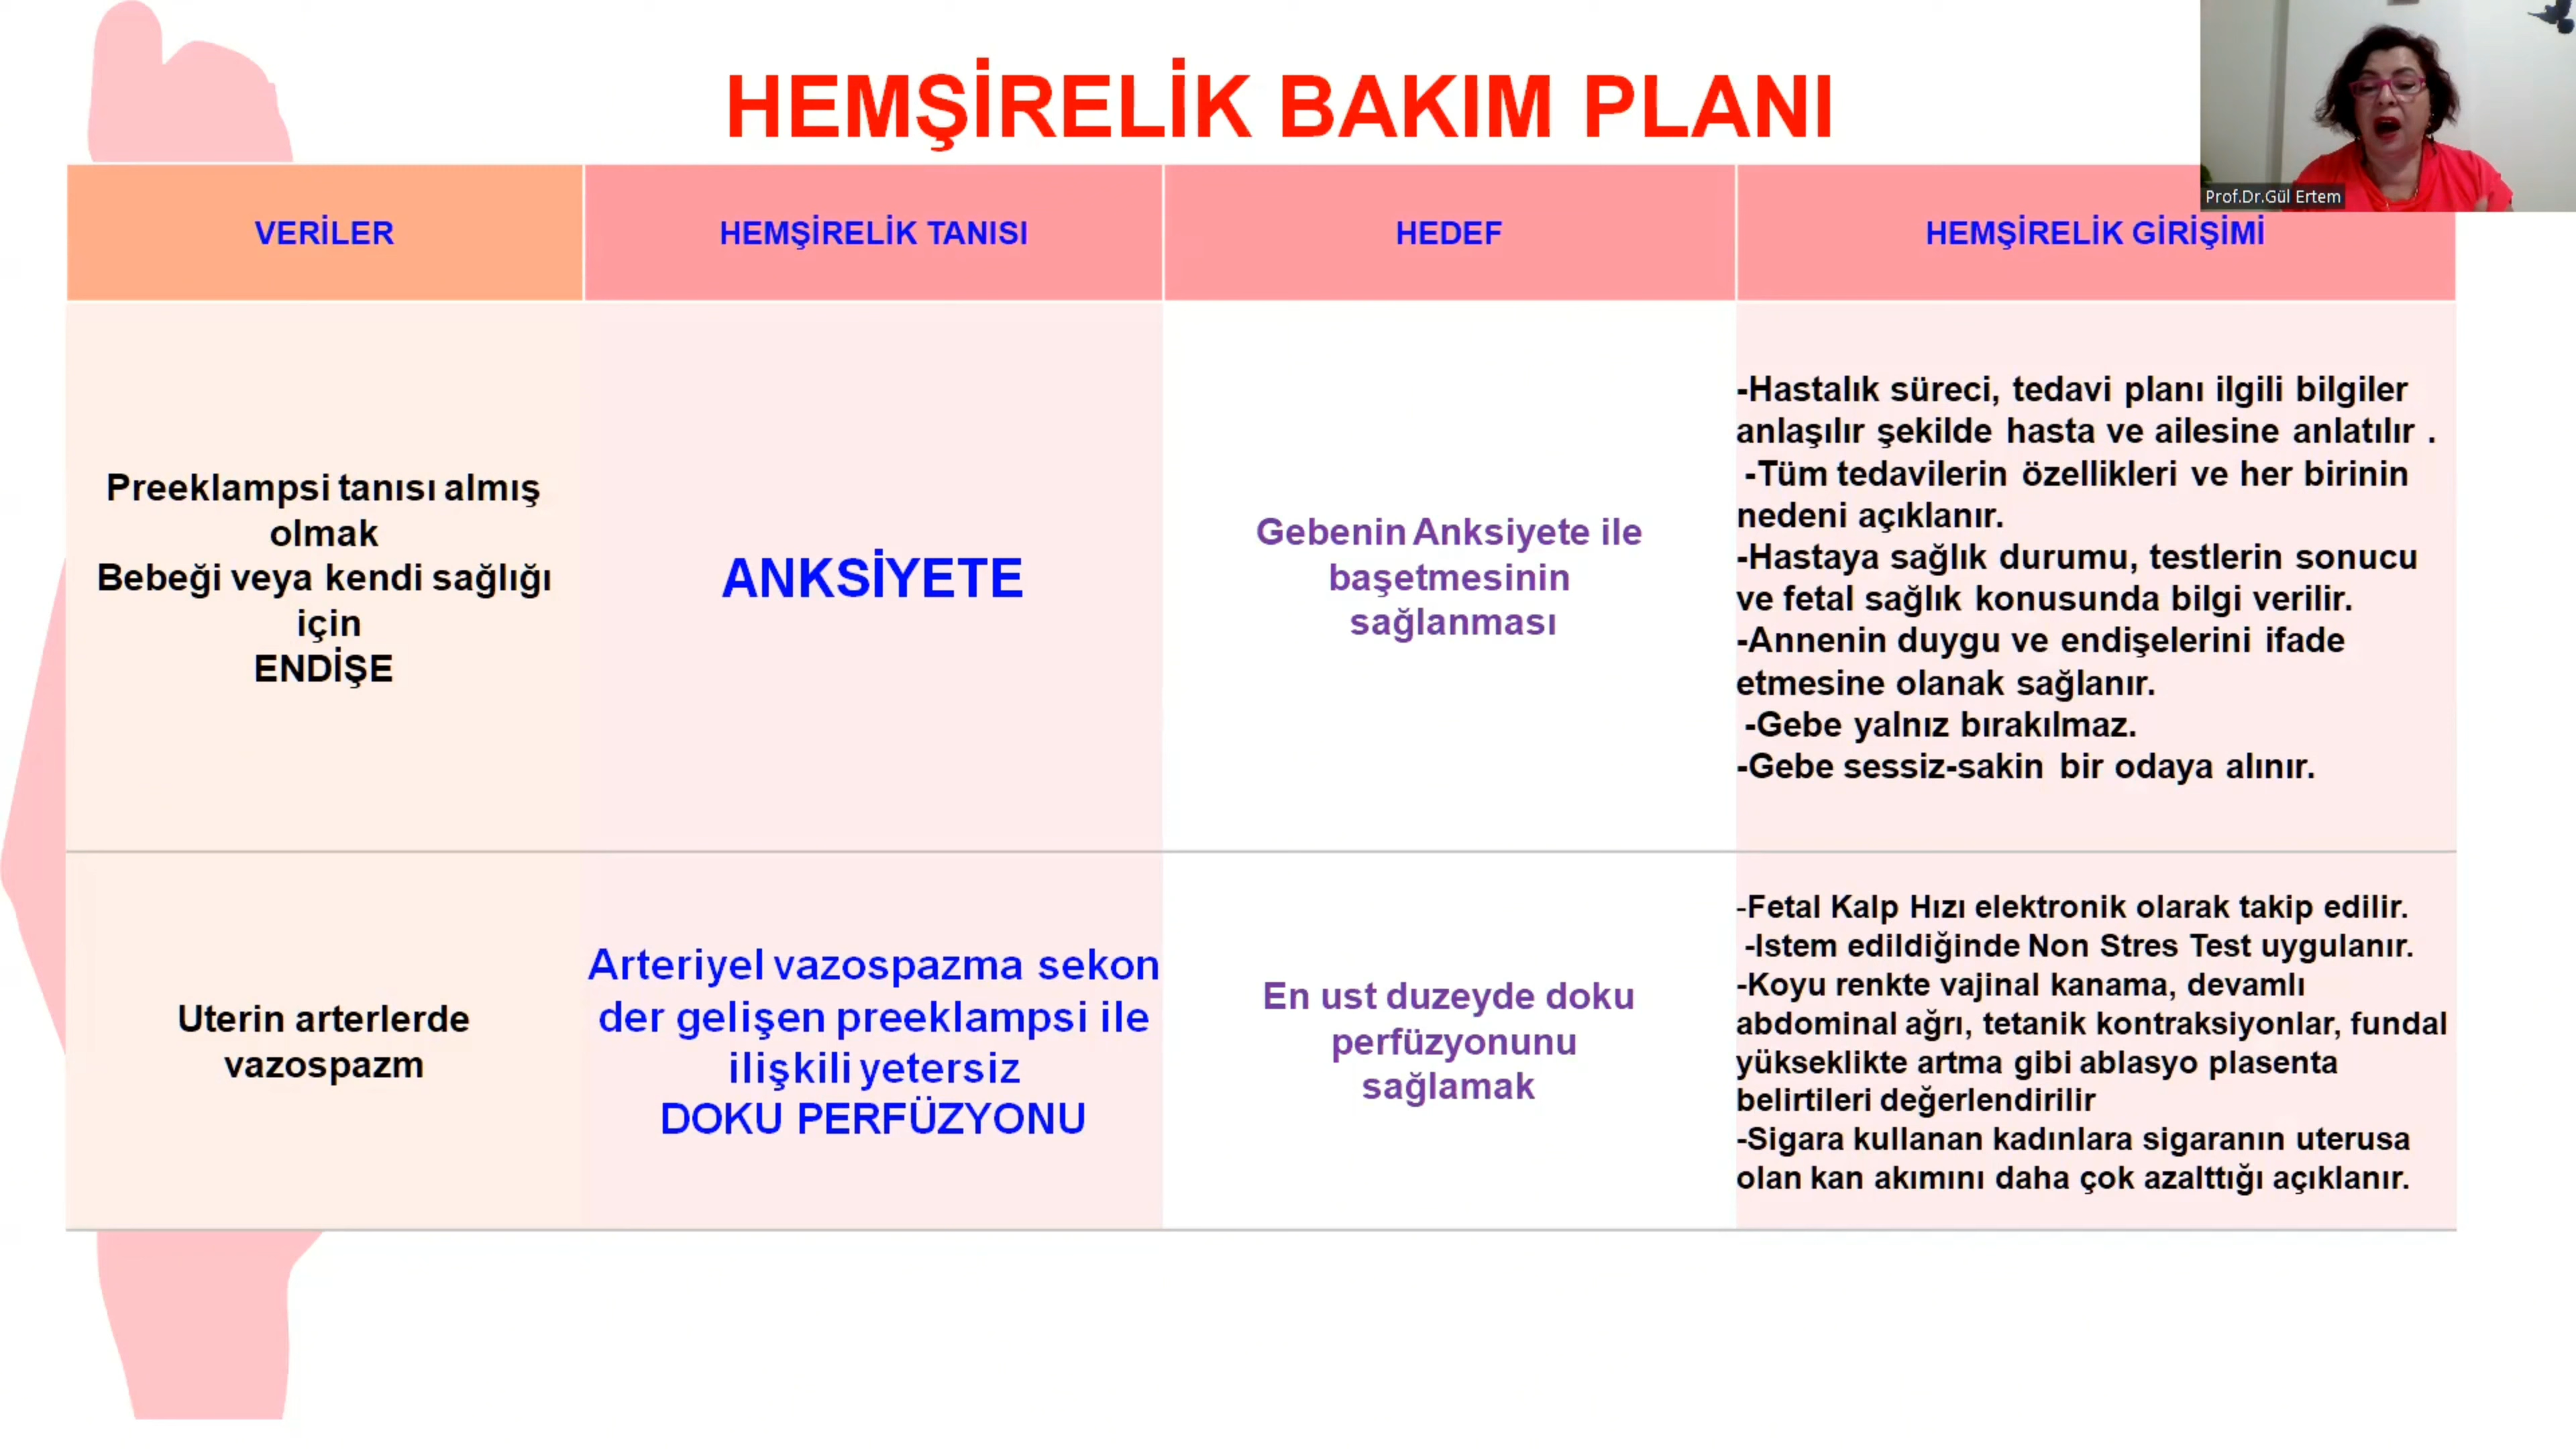 HEMŞİRELİK BAKIM PLANI
Prof.Dr.Gül Ertem
VERİLER
HEMŞİRELİK TANISI
HEDEF
HEMŞİRELİK GİRİŞİMİ
Preeklampsi tanısı almış
olmak
Bebeği veya kendi sağlığı
için
ENDİŞE
ANKSİYETE
Gebenin Anksiyete ile
başetmesinin
sağlanması
-Hastalık süreci, tedavi planı ilgili bilgiler
anlaşılır şekilde hasta ve ailesine anlatılır .
-Tüm tedavilerin özellikleri ve her birinin
nedeni açıklanır.
-Hastaya sağlık durumu, testlerin sonucu
ve fetal sağlık konusunda bilgi verilir.
-Annenin duygu ve endişelerini ifade
etmesine olanak sağlanır.
-Gebe yalnız bırakılmaz.
-Gebe sessiz-sakin bir odaya alınır.
Uterin arterlerde
vazospazm
Arteriyel vazospazma sekon
der gelişen preeklampsi ile
ilişkili yetersiz
DOKU PERFÜZYONU
En ust duzeyde doku
perfüzyonunu
sağlamak
-Fetal Kalp Hızı elektronik olarak takip edilir.
-Istem edildiğinde Non Stres Test uygulanır.
-Koyu renkte vajinal kanama, devamlı
abdominal ağrı, tetanik kontraksiyonlar, fundal
yükseklikte artma gibi ablasyo plasenta
belirtileri değerlendirilir
-Sigara kullanan kadınlara sigaranın uterusa
olan kan akımını daha çok azalttığı açıklanır.